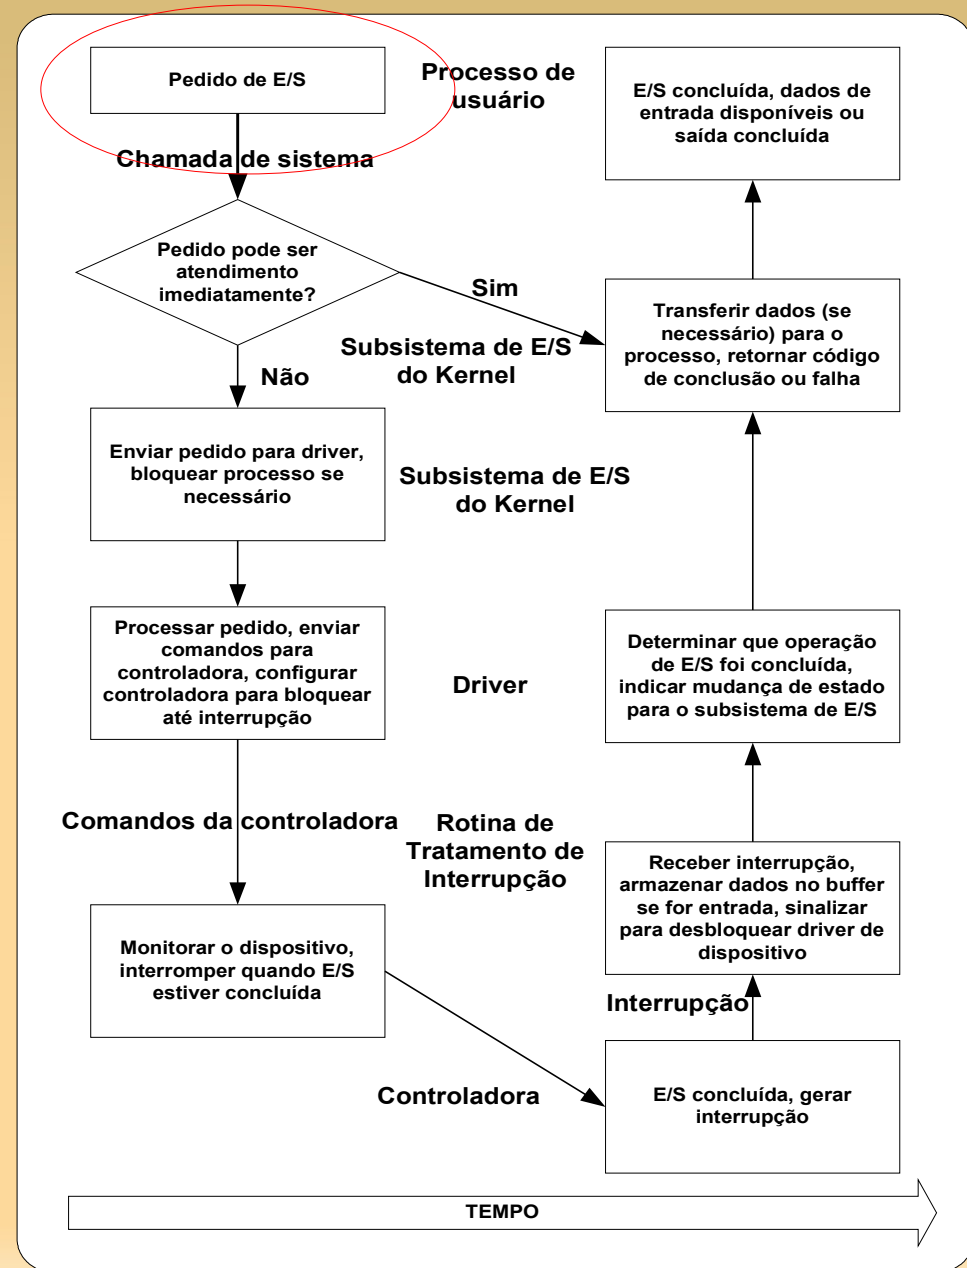 Pedido de E/S
Processo de
usuário
E/S concluída, dados de
entrada disponíveis ou
saída concluída
Chamada de sistema
Pedido pode ser
atendimento
imediatamente?
Sim
Transferir dados (se
necessário) para o
processo, retornar código
de conclusão ou falha
Subsistema de E/S
do Kernel
Não
Enviar pedido para driver,
bloquear processo se
necessário
Subsistema de E/S
do Kernel
Processar pedido, enviar
comandos para
controladora, configurar
controladora para bloquear
até interrupção
Driver
Determinar que operação
de E/S foi concluída,
indicar mudança de estado
para o subsistema de E/S
Comandos da controladora
Rotina de
Tratamento de
Interrupção
Receber interrupção,
armazenar dados no buffer
se for entrada, sinalizar
para desbloquear driver de
dispositivo
Monitorar o dispositivo,
interromper quando E/S
estiver concluída
Interrupção
Controladora
E/S concluída, gerar
interrupção
TEMPO